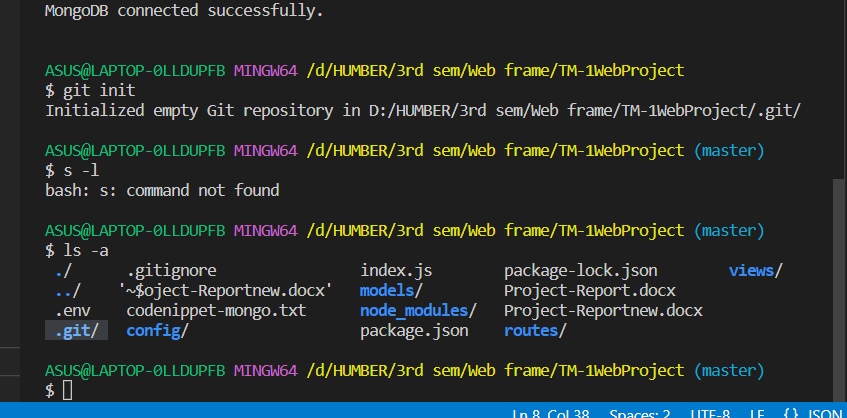 MongoDB connected successfully.
ASUS@LAPTOP-0LLDUPFB MINGW64 /d/HUMBER/3rd sem/Web frame/TM-1WebProject
$ git init
Initialized empty Git repository in D:/HUMBER/3rd sem/Web frame/TM-1WebProject/.git/
ASUS@LAPTOP-0LLDUPFB MINGW64 /d/HUMBER/3rd sem/Web frame/TM-1WebProject (master)
$ s -l
bash: s: command not found
ASUS@LAPTOP-0LLDUPFB MINGW64 /d/HUMBER/3rd sem/Web frame/TM-1WebProject (master)
$ ls -a
./ .gitignore index.js package-lock.json views/
../ '~$oject-Reportnew.docx' models/ Project-Report.docx
.env codenippet-mongo.txt node_modules/ Project-Reportnew.docx
.git/ config/ package.json routes/
ASUS@LAPTOP-0LLDUPFB MINGW64 /d/HUMBER/3rd sem/Web frame/TM-1WebProject (master)
$
Ln 8, Col 38 Spaces: 2 UTF-8 LF {} JSON